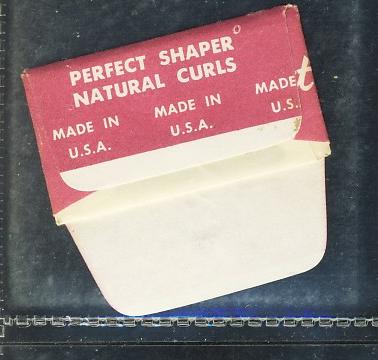 PERFECT SHAPER
NATURAL CURLS
MADE IN
U.S.A.
MADE IN
U.S.A.
MADE
U.S.